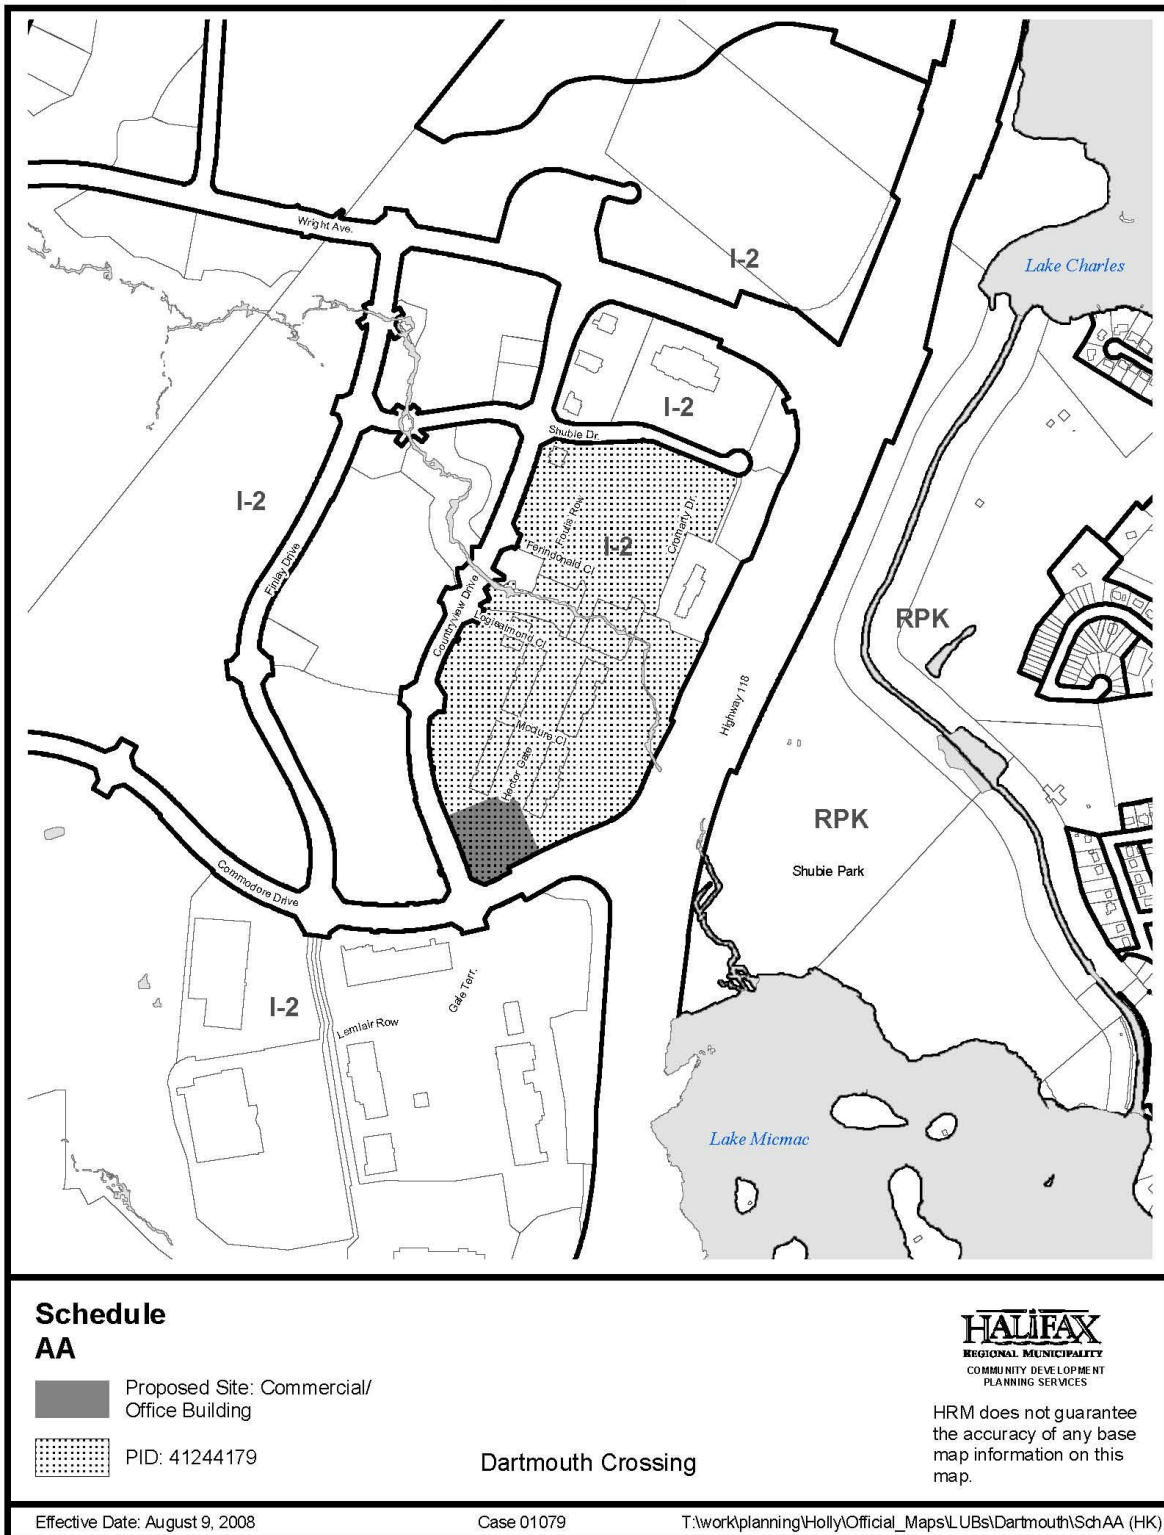 Wright Ave.
I-2
Lake Charles
I-2
Shubie Dr.
I-2
Foulis Row
Cromarty Dr.
I-2
Ferindonald Cl
Finlay Drive
Countryview Drive
Logiealmond Cl.
RPK
Highway 118
Mcclure Cl
Hector Gate
RPK
Shubie Park
Commodore Drive
I-2
Gale Terr.
Lemlair Row
Lake Micmac
Schedule
AA
Proposed Site: Commercial/
Office Building
PID: 41244179
Dartmouth Crossing
HALIFAX
REGIONAL MUNICIPALITY
COMMUNITY DEVELOPMENT
PLANNING SERVICES
HRM does not guarantee
the accuracy of any base
map information on this
map.
Effective Date: August 9, 2008
Case 01079
T:\work\planning\Holly\Official_Maps\LUBs\Dartmouth\SchAA (HK)